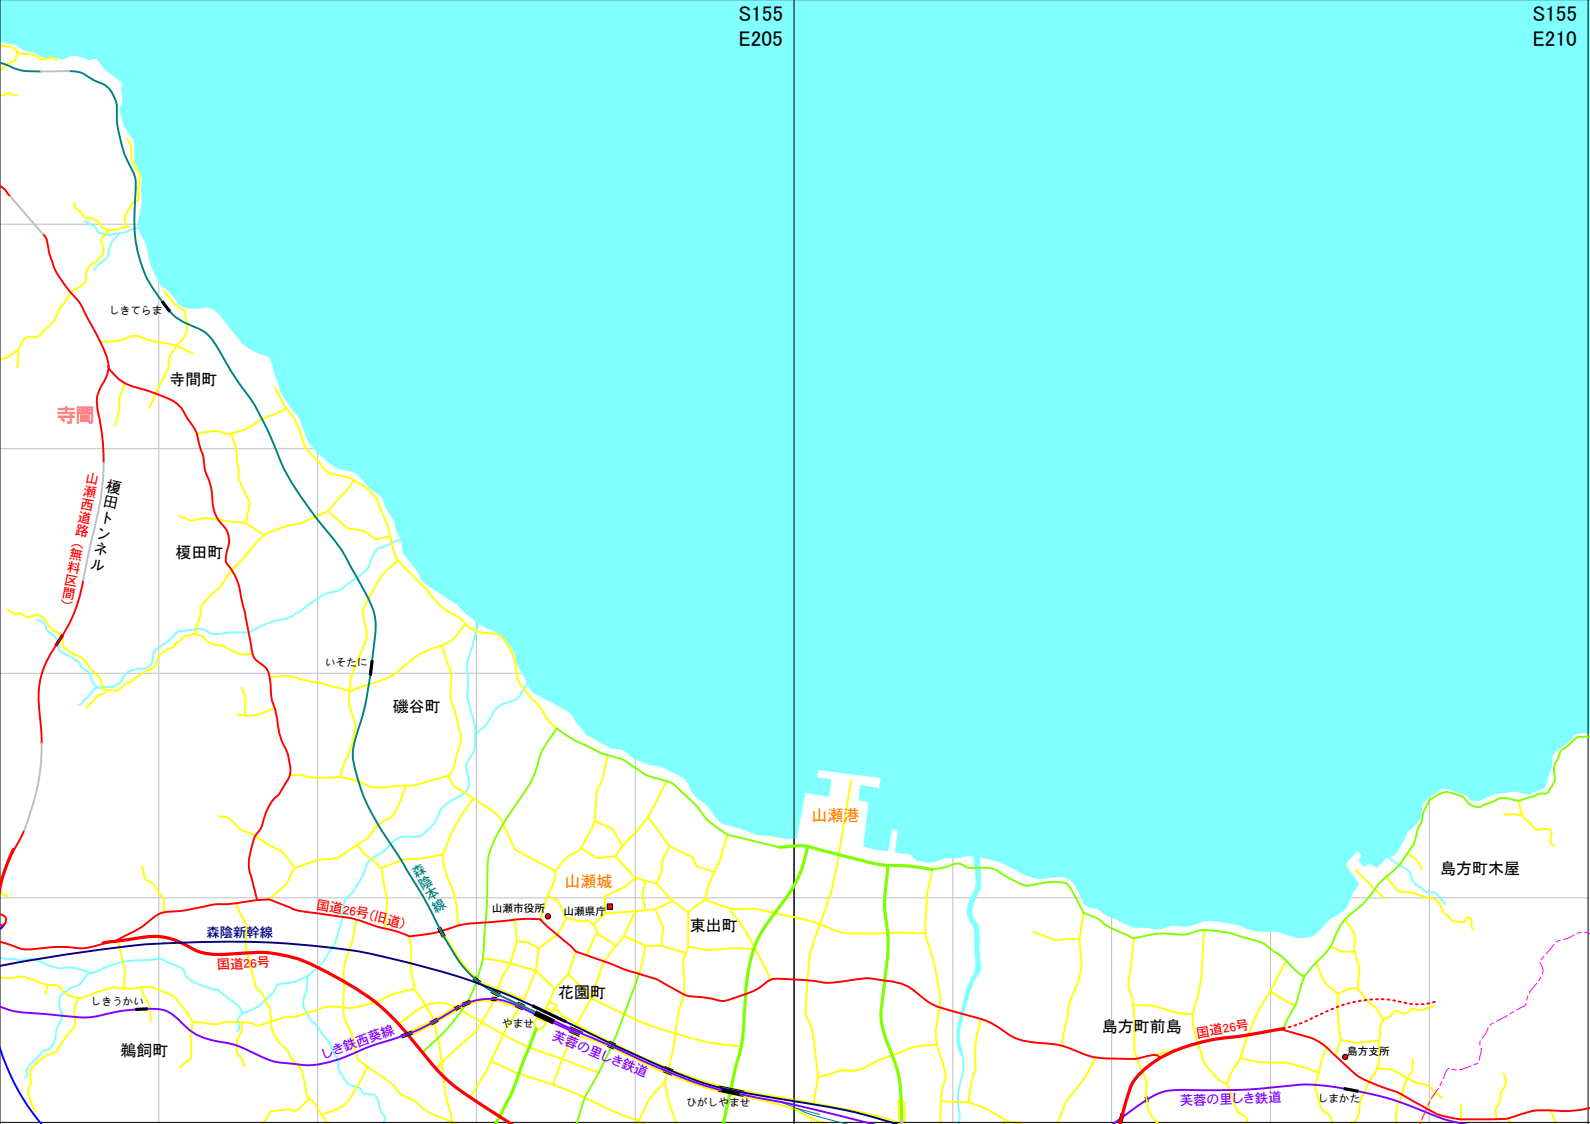 S155
E205
S155
E210
しきてらま
寺間町
寺間
山瀬西道路（無料区間）
榎田トンネル
榎田町
いそたに
磯谷町
山瀬港
島方町木屋
森陰本線
山瀬城
山瀬市役所
山瀬県庁
国道26号（旧道）
東出町
森陰新幹線
国道26号
花園町
しきうかい
やませ
島方町前島
国道26号
鵜飼町
しき鉄西葵線
芙蓉の里しき鉄道
島方支所
ひがしやませ
芙蓉の里しき鉄道
しまかた